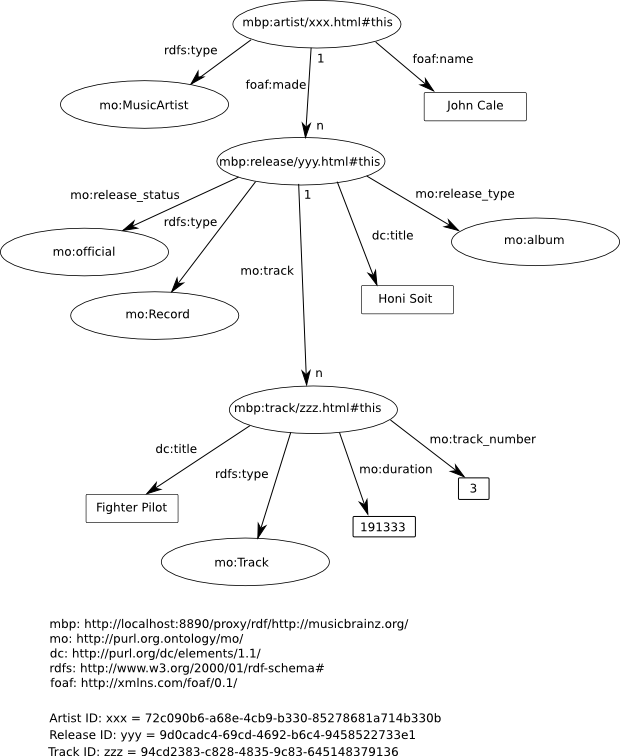 mbp:artist/xxx.html#this
rdfs:type
1
foaf:name
foaf:made
mo:MusicArtist
John Cale
n
mbp:release/yyy.html#this
mo:release_status
1
mo:release_type
rdfs:type
dc:title
mo:official
mo:album
mo:track
mo:Record
Honi Soit
n
mbp:track/zzz.html#this
dc:title
mo:track_number
rdfs:type
mo:duration
3
Fighter Pilot
191333
mo:Track
mbp: http://localhost:8890/proxy/rdf/http://musicbrainz.org/
mo: http://purl.org.ontology/mo/
dc: http://purl.org/dc/elements/1.1/
rdfs: http://www.w3.org/2000/01/rdf-schema#
foaf: http://xmlns.com/foaf/0.1/
Artist ID: xxx = 72c090b6-a68e-4cb9-b330-85278681a714b330b
Release ID: yyy = 9d0cadc4-69cd-4692-b6c4-9458522733e1
Track ID: zzz = 94cd2383-c828-4835-9c83-645148379136